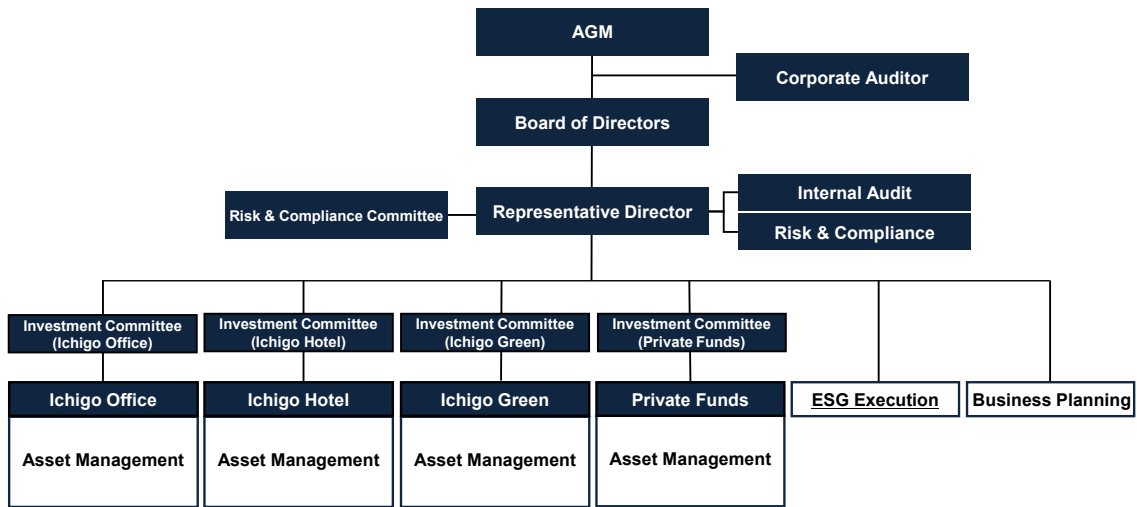 AGM
Corporate Auditor
Board of Directors
Internal Audit
Risk & Compliance Committee
Representative Director
Risk & Compliance
Investment Committee
(Ichigo Office)
Investment Committee
(Ichigo Hotel)
Investment Committee
(Ichigo Green)
Investment Committee
(Private Funds)
Ichigo Office
Ichigo Hotel
Ichigo Green
Private Funds
ESG Execution
Business Planning
Asset Management
Asset Management
Asset Management
Asset Management